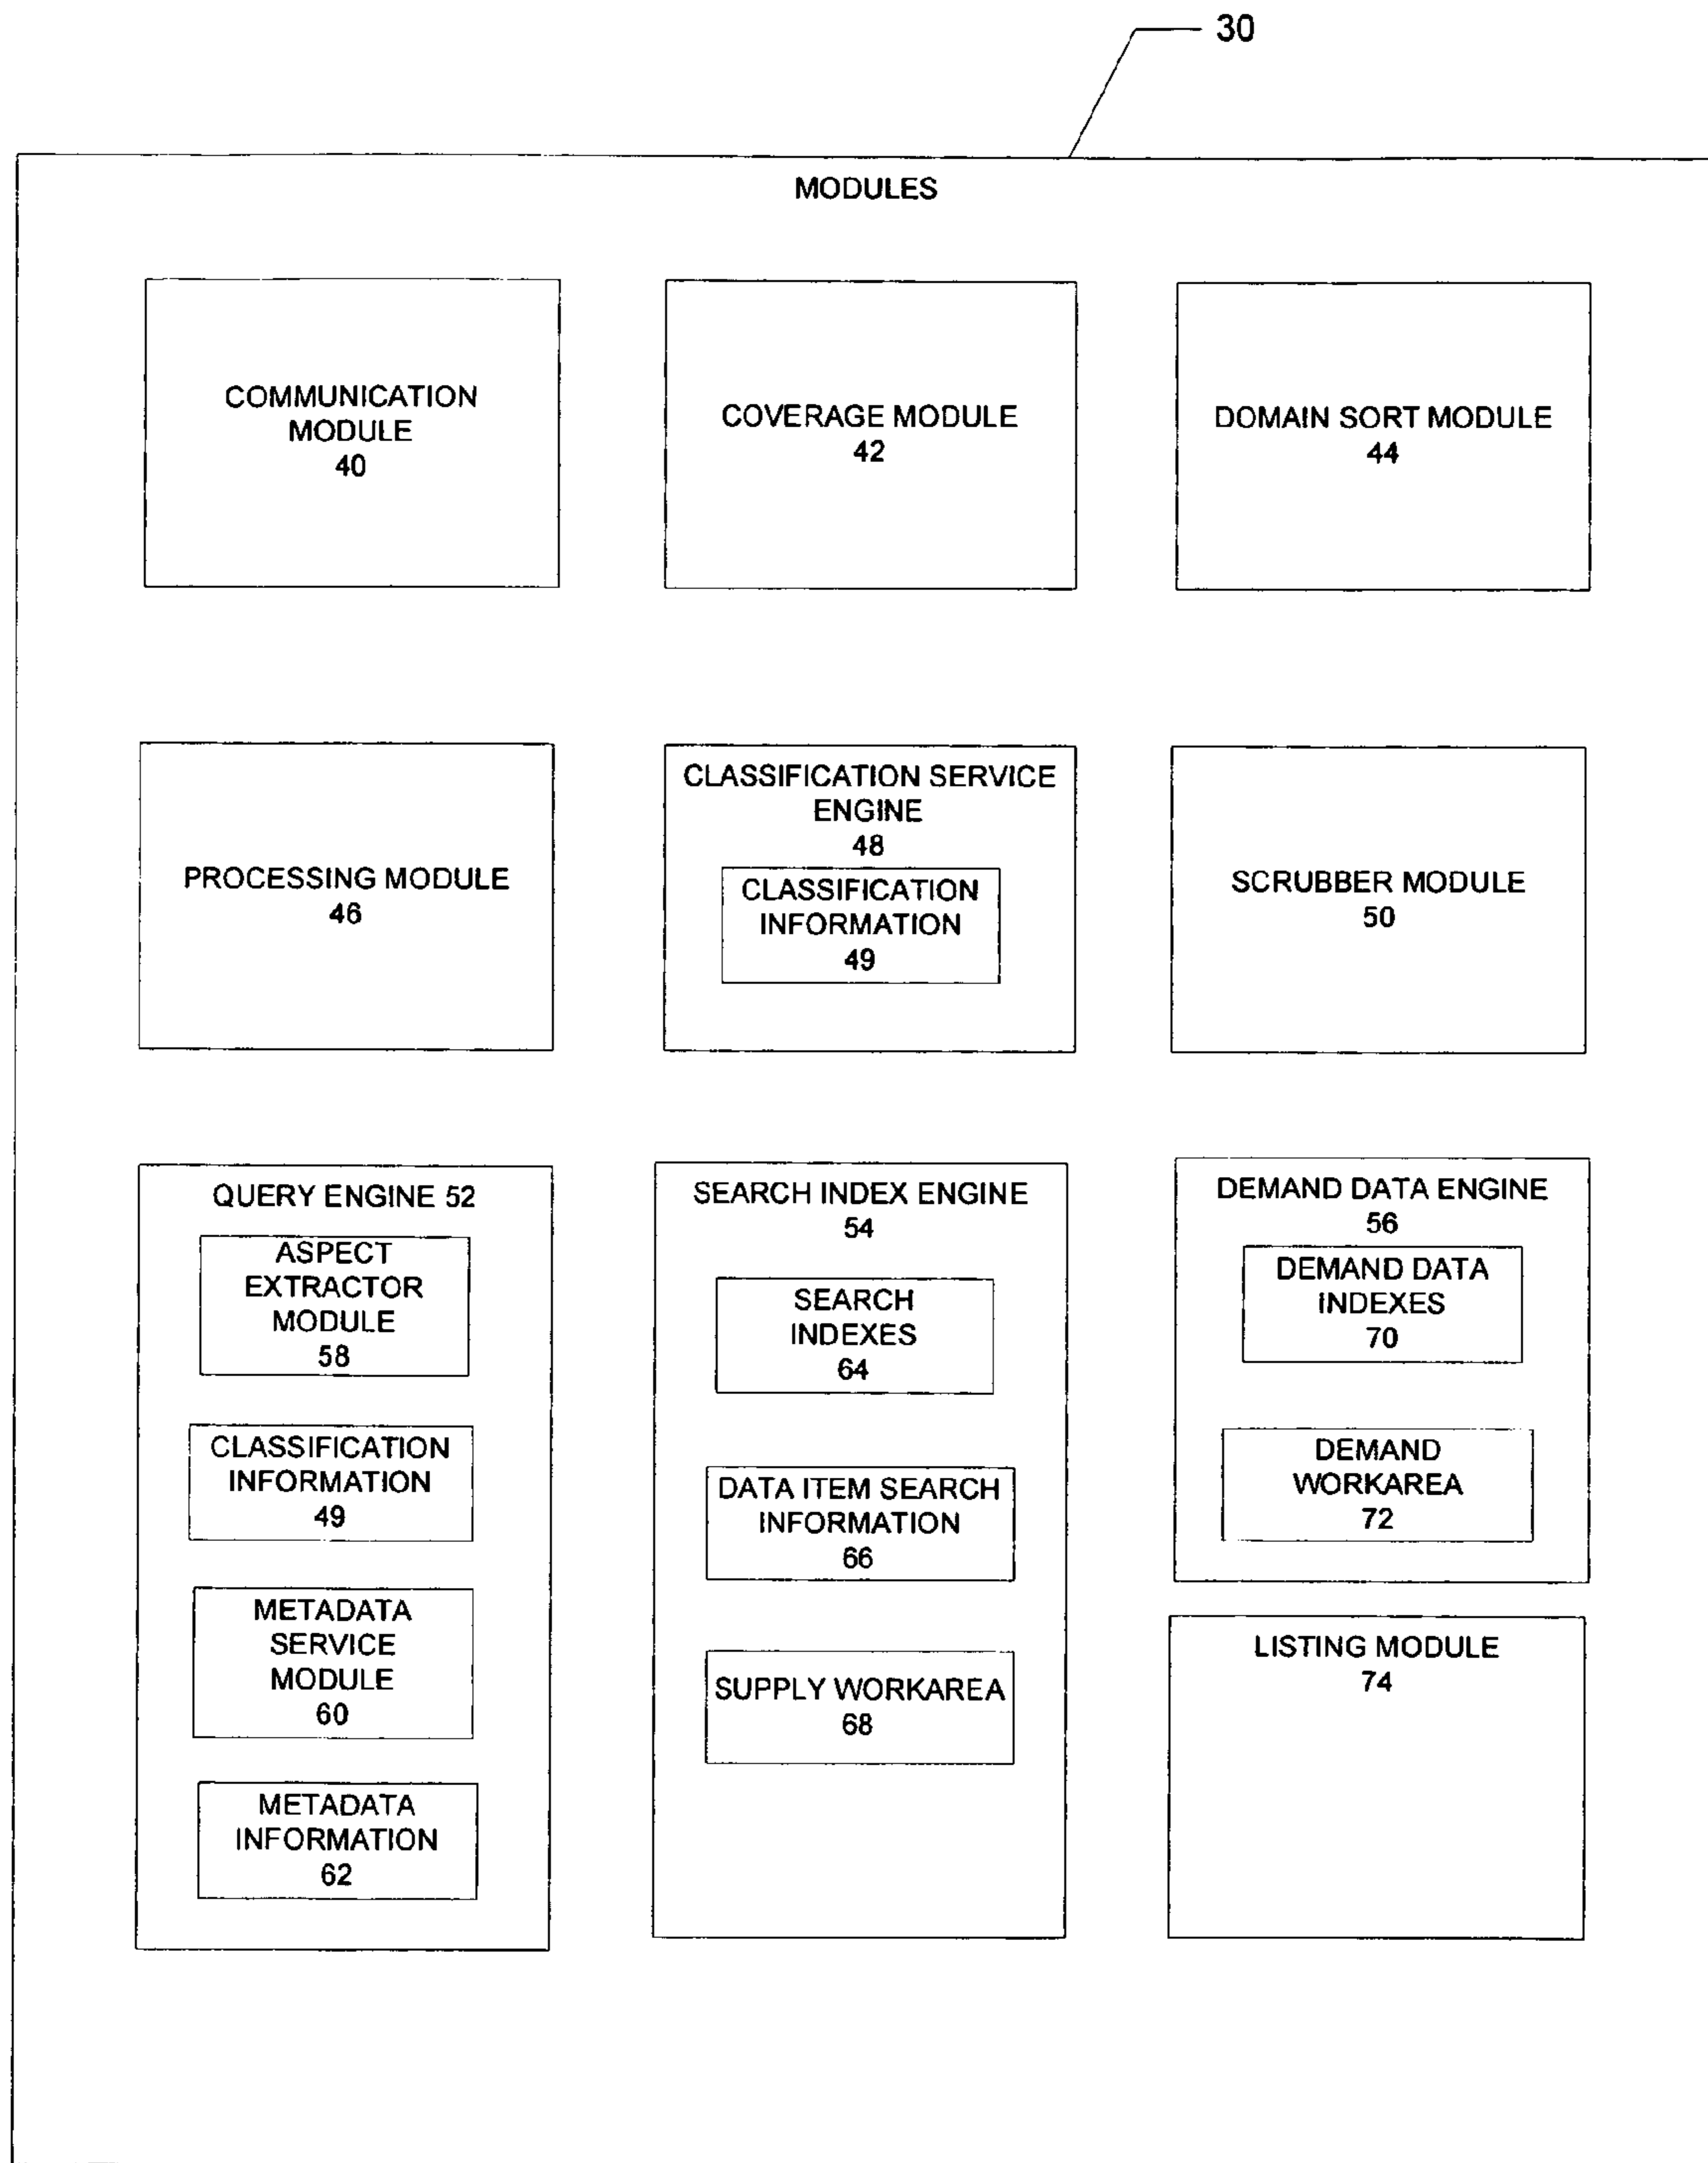 30
MODULES
COMMUNICATION
MODULE
40
COVERAGE MODULE
42
DOMAIN SORT MODULE
44
PROCESSING MODULE
46
CLASSIFICATION SERVICE
ENGINE
48
CLASSIFICATION
INFORMATION
49
SCRUBBER MODULE
50
QUERY ENGINE 52
ASPECT
EXTRACTOR
MODULE
58
CLASSIFICATION
INFORMATION
49
METADATA
SERVICE
MODULE
60
METADATA
INFORMATION
62
SEARCH INDEX ENGINE
54
SEARCH
INDEXES
64
DATA ITEM SEARCH
INFORMATION
66
SUPPLY WORKAREA
68
DEMAND DATA ENGINE
56
DEMAND DATA
INDEXES
70
DEMAND
WORKAREA
72
LISTING MODULE
74